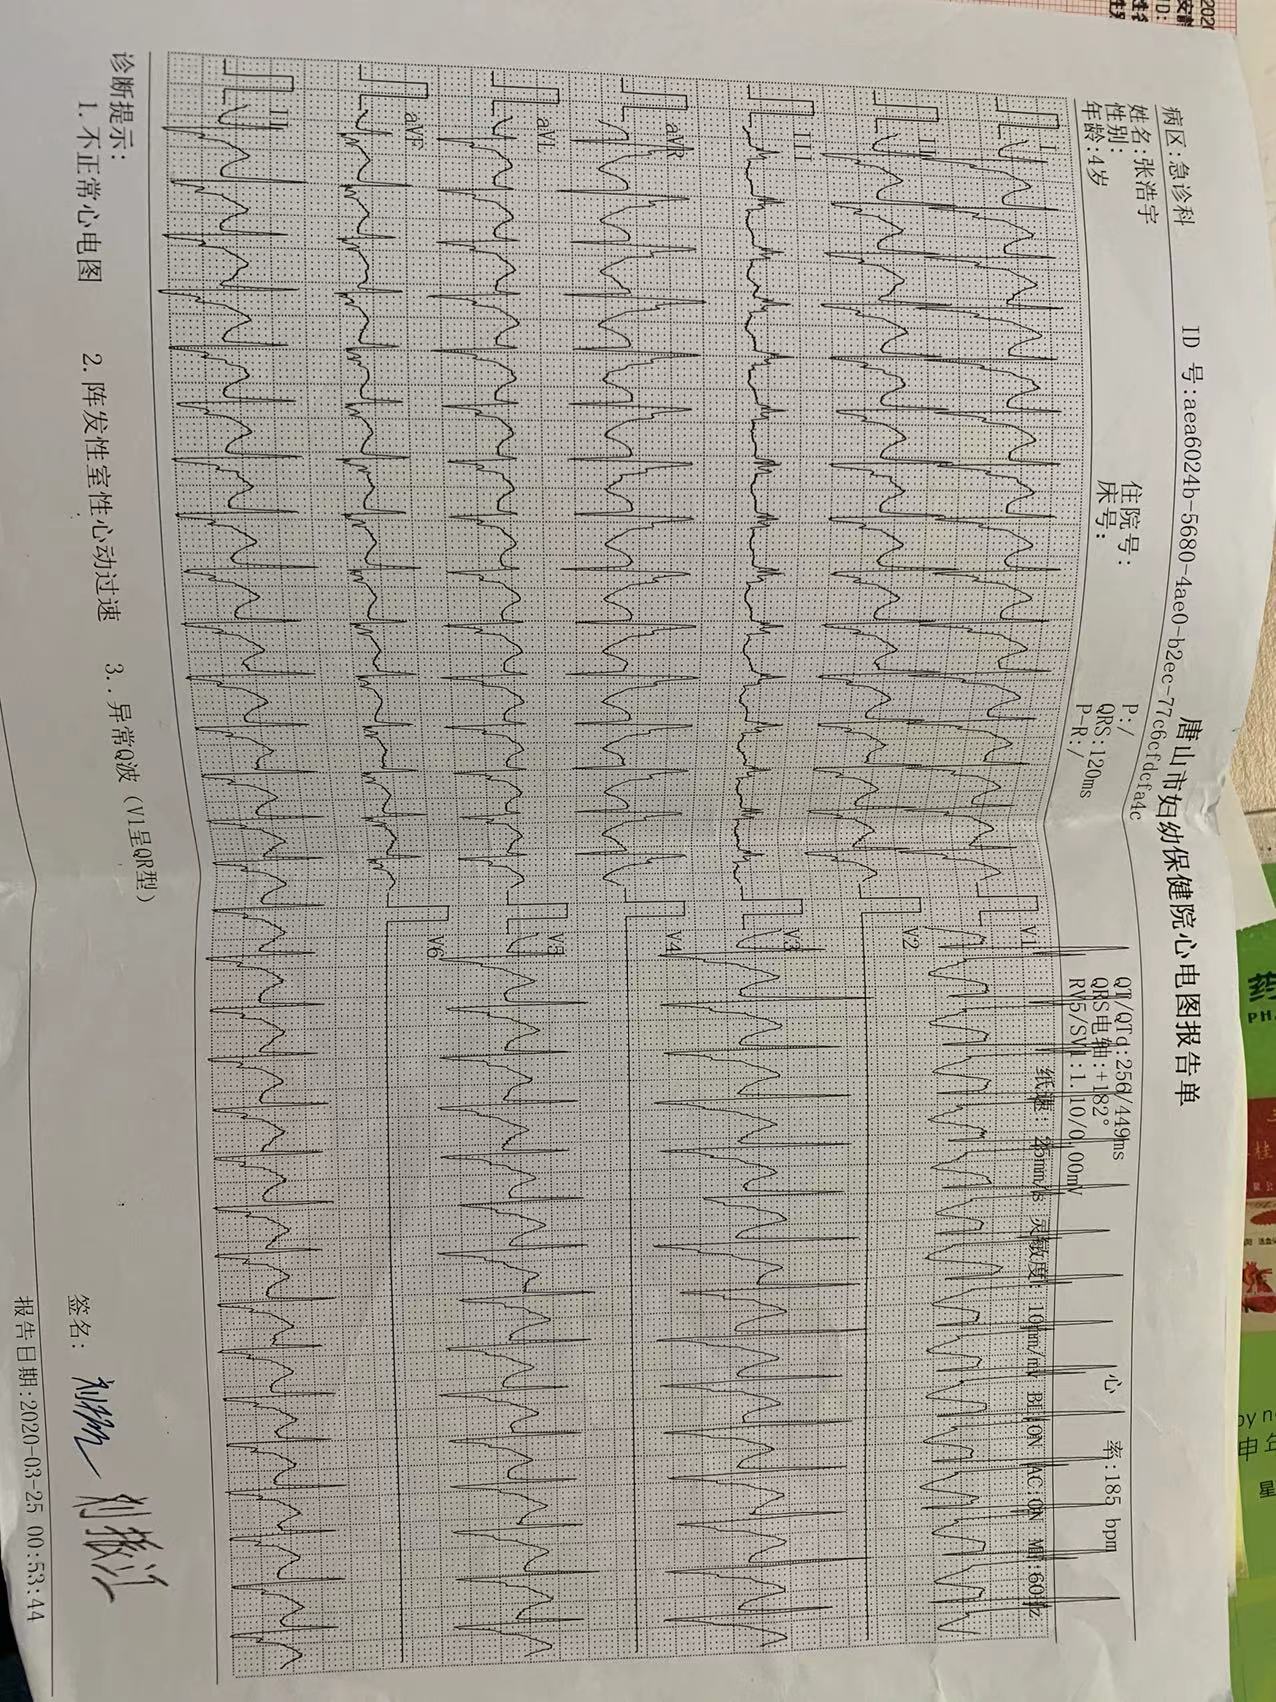 唐山市妇幼保健院心电图报告单
ID 号:aea6024b-5680-4ae0-b2ec-77c6cfdcfa4c
病区:急诊科
姓名:张浩宇
性别:
年龄:4岁
住院号:
床号:
P:/
QRS:120ms
P-R:/
QT/QTc:256/449ms
QRS电轴:+182°
RV5/SV1:1.10/0.00mV
心 率:185 bpm
纸速: 25mm/s 灵敏度: 10mm/mV BL:ON AC:ON MF:60Hz
I
II
III
aVR
aVL
aVF
II
V1
V2
V3
V4
V5
V6
诊断提示:
1.不正常心电图 2.阵发性室性心动过速 3..异常Q波(V1呈QR型)
签名:
报告日期:2020-03-25 00:53:44